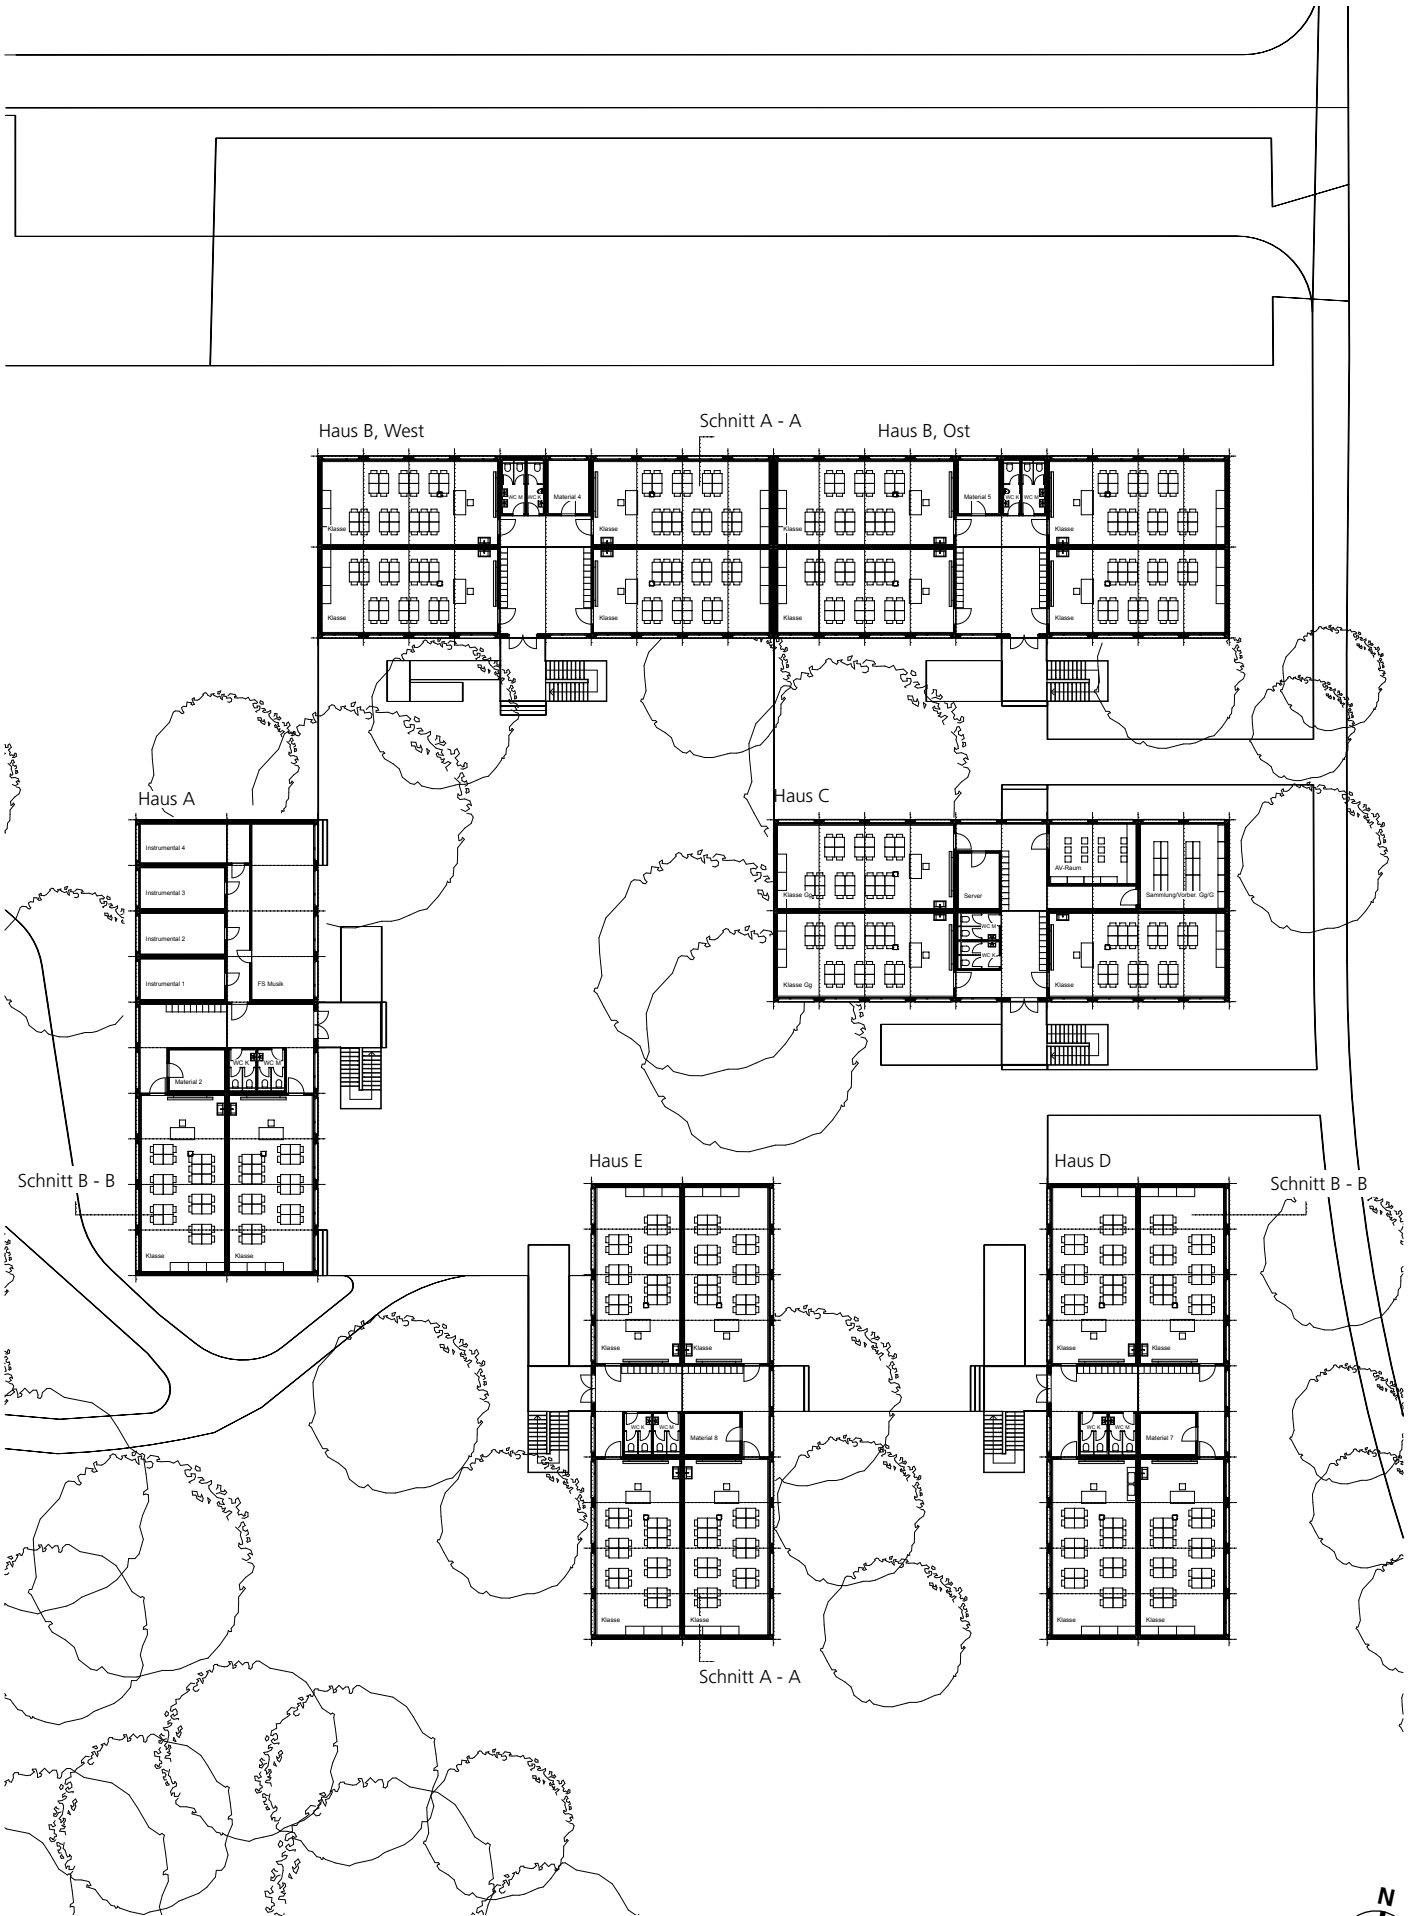 Haus B, West
Schnitt A - A
Haus B, Ost
WC M
WC K
Material 4
Material 5
WC K
WC M
Klasse
Klasse
Klasse
Klasse
Klasse
Klasse
Klasse
Klasse
Haus A
Haus C
Instrumental 4
Instrumental 3
Instrumental 2
Instrumental 1
FS Musik
AV-Raum
Klasse Gg
Server
Sammlung/Vorber. Gg/G
WC M
WC K
Klasse Gg
Klasse
WC K
WC M
Material 2
Haus E
Haus D
Schnitt B - B
Schnitt B - B
Klasse
Klasse
Klasse
Klasse
Klasse
Klasse
WC K
WC M
Material 8
WC K
WC M
Material 7
Klasse
Klasse
Klasse
Klasse
Schnitt A - A
N